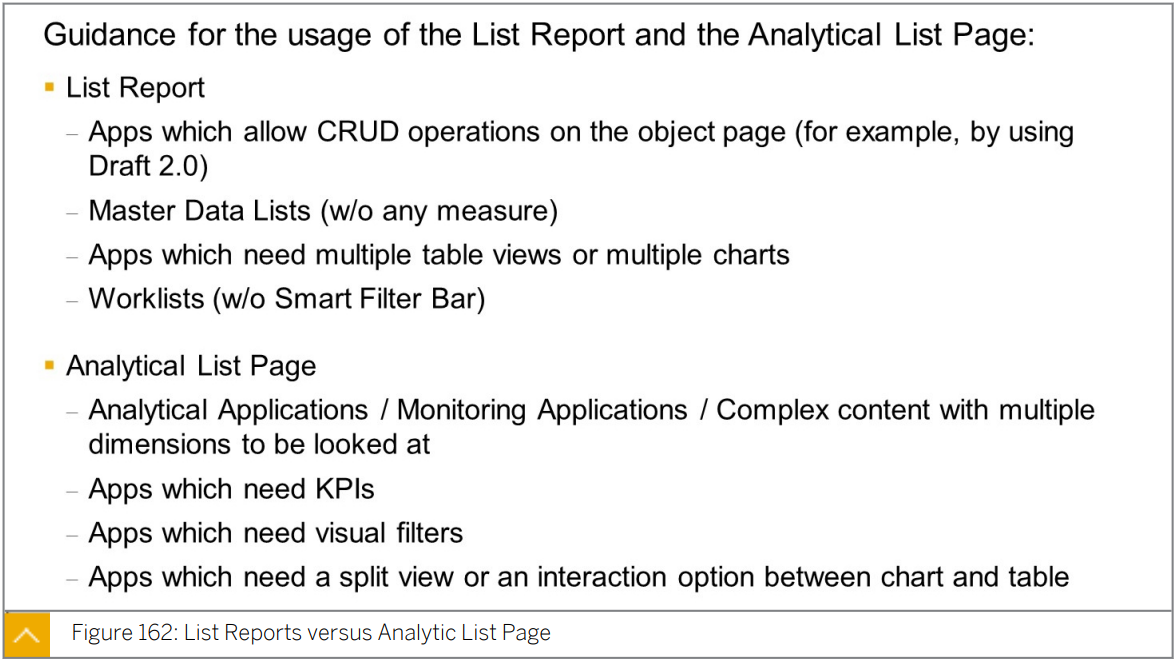 Guidance for the usage of the List Report and the Analytical List Page:
▪ List Report
– Apps which allow CRUD operations on the object page (for example, by using
Draft 2.0)
– Master Data Lists (w/o any measure)
– Apps which need multiple table views or multiple charts
– Worklists (w/o Smart Filter Bar)
▪ Analytical List Page
– Analytical Applications / Monitoring Applications / Complex content with multiple
dimensions to be looked at
– Apps which need KPIs
– Apps which need visual filters
– Apps which need a split view or an interaction option between chart and table
Figure 162: List Reports versus Analytic List Page